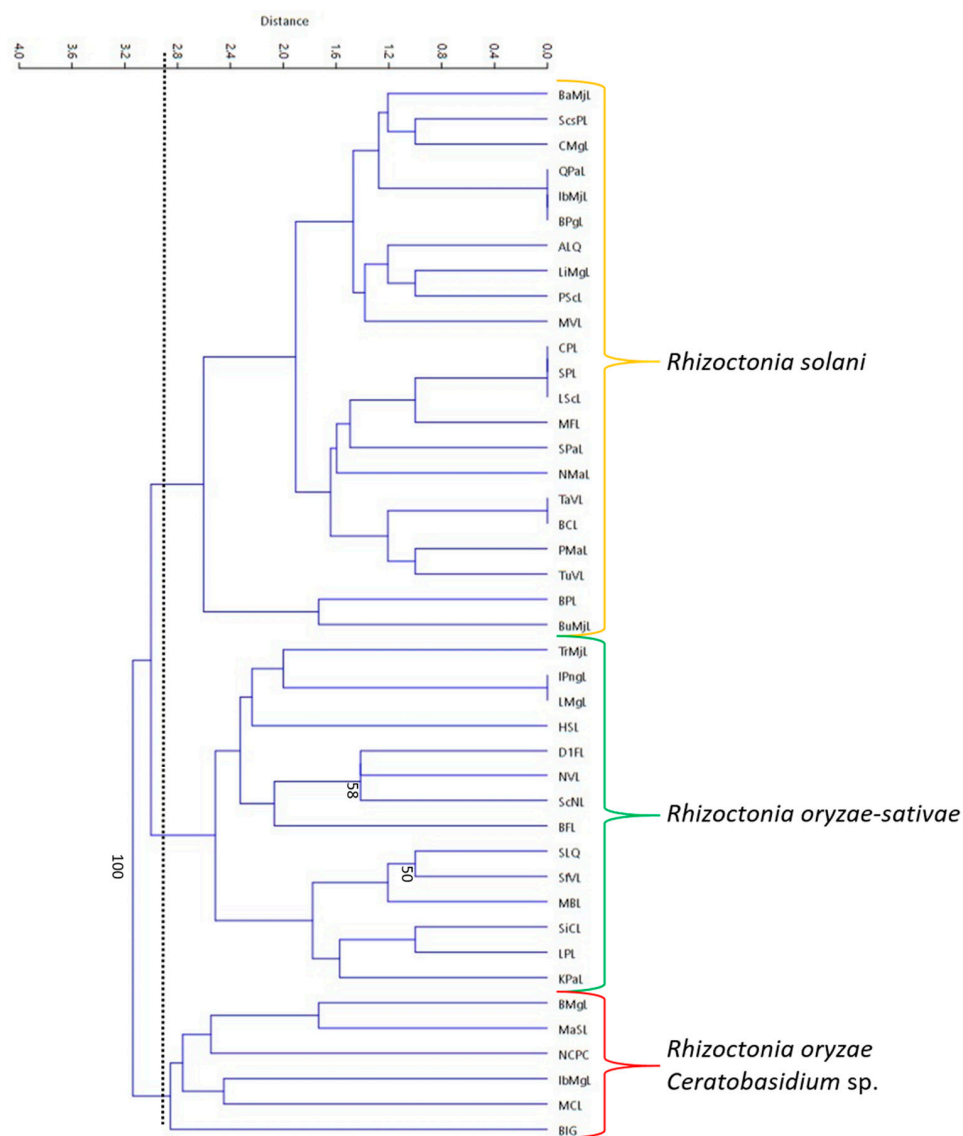 Distance
4.0 3.6 3.2 2.8 2.4 2.0 1.6 1.2 0.8 0.4 0.0
BaMjL
ScsPL
CMgL
QPaL
IbMjL
BPgL
ALQ
LiMgL
PScL
MVL
CPL
SPL
LScL
MFL
SPaL
NMaL
TaVL
BCL
PMaL
TuVL
BPL
BuMjL
Rhizoctonia solani
TrMjL
IPngL
LMgL
HSL
D1FL
NVL
58
ScNL
BFL
Rhizoctonia oryzae-sativae
SLQ
50
SfVL
100
MBL
SiCL
LPL
KPaL
BMgL
MaSL
NCPC
IbMgL
MCL
BIG
Rhizoctonia oryzae
Ceratobasidium sp.